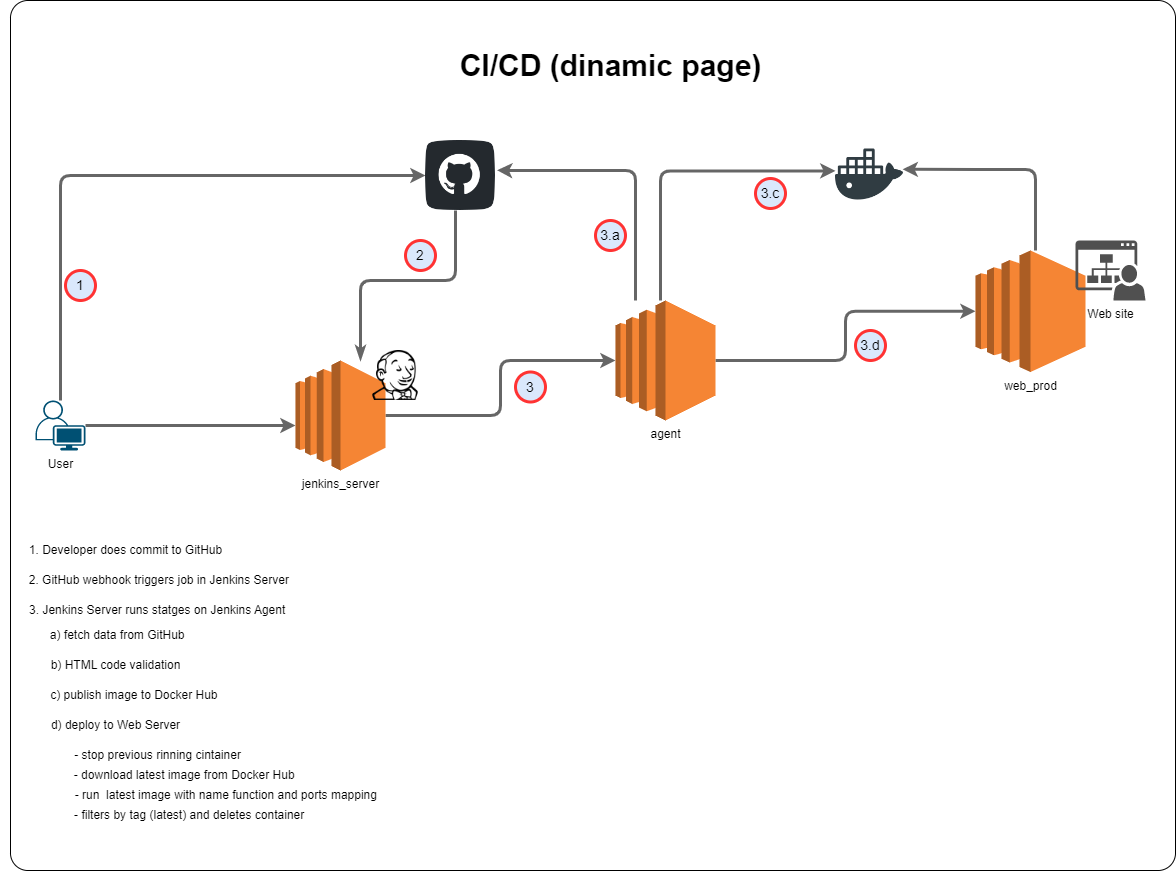 CI/CD (dinamic page)
1
2
3.a
3.c
3
3.d
Web site
web_prod
agent
User
jenkins_server
1. Developer does commit to GitHub
2. GitHub webhook triggers job in Jenkins Server
3. Jenkins Server runs statges on Jenkins Agent
a) fetch data from GitHub
b) HTML code validation
c) publish image to Docker Hub
d) deploy to Web Server
- stop previous rinning cintainer
- download latest image from Docker Hub
- run  latest image with name function and ports mapping
- filters by tag (latest) and deletes container